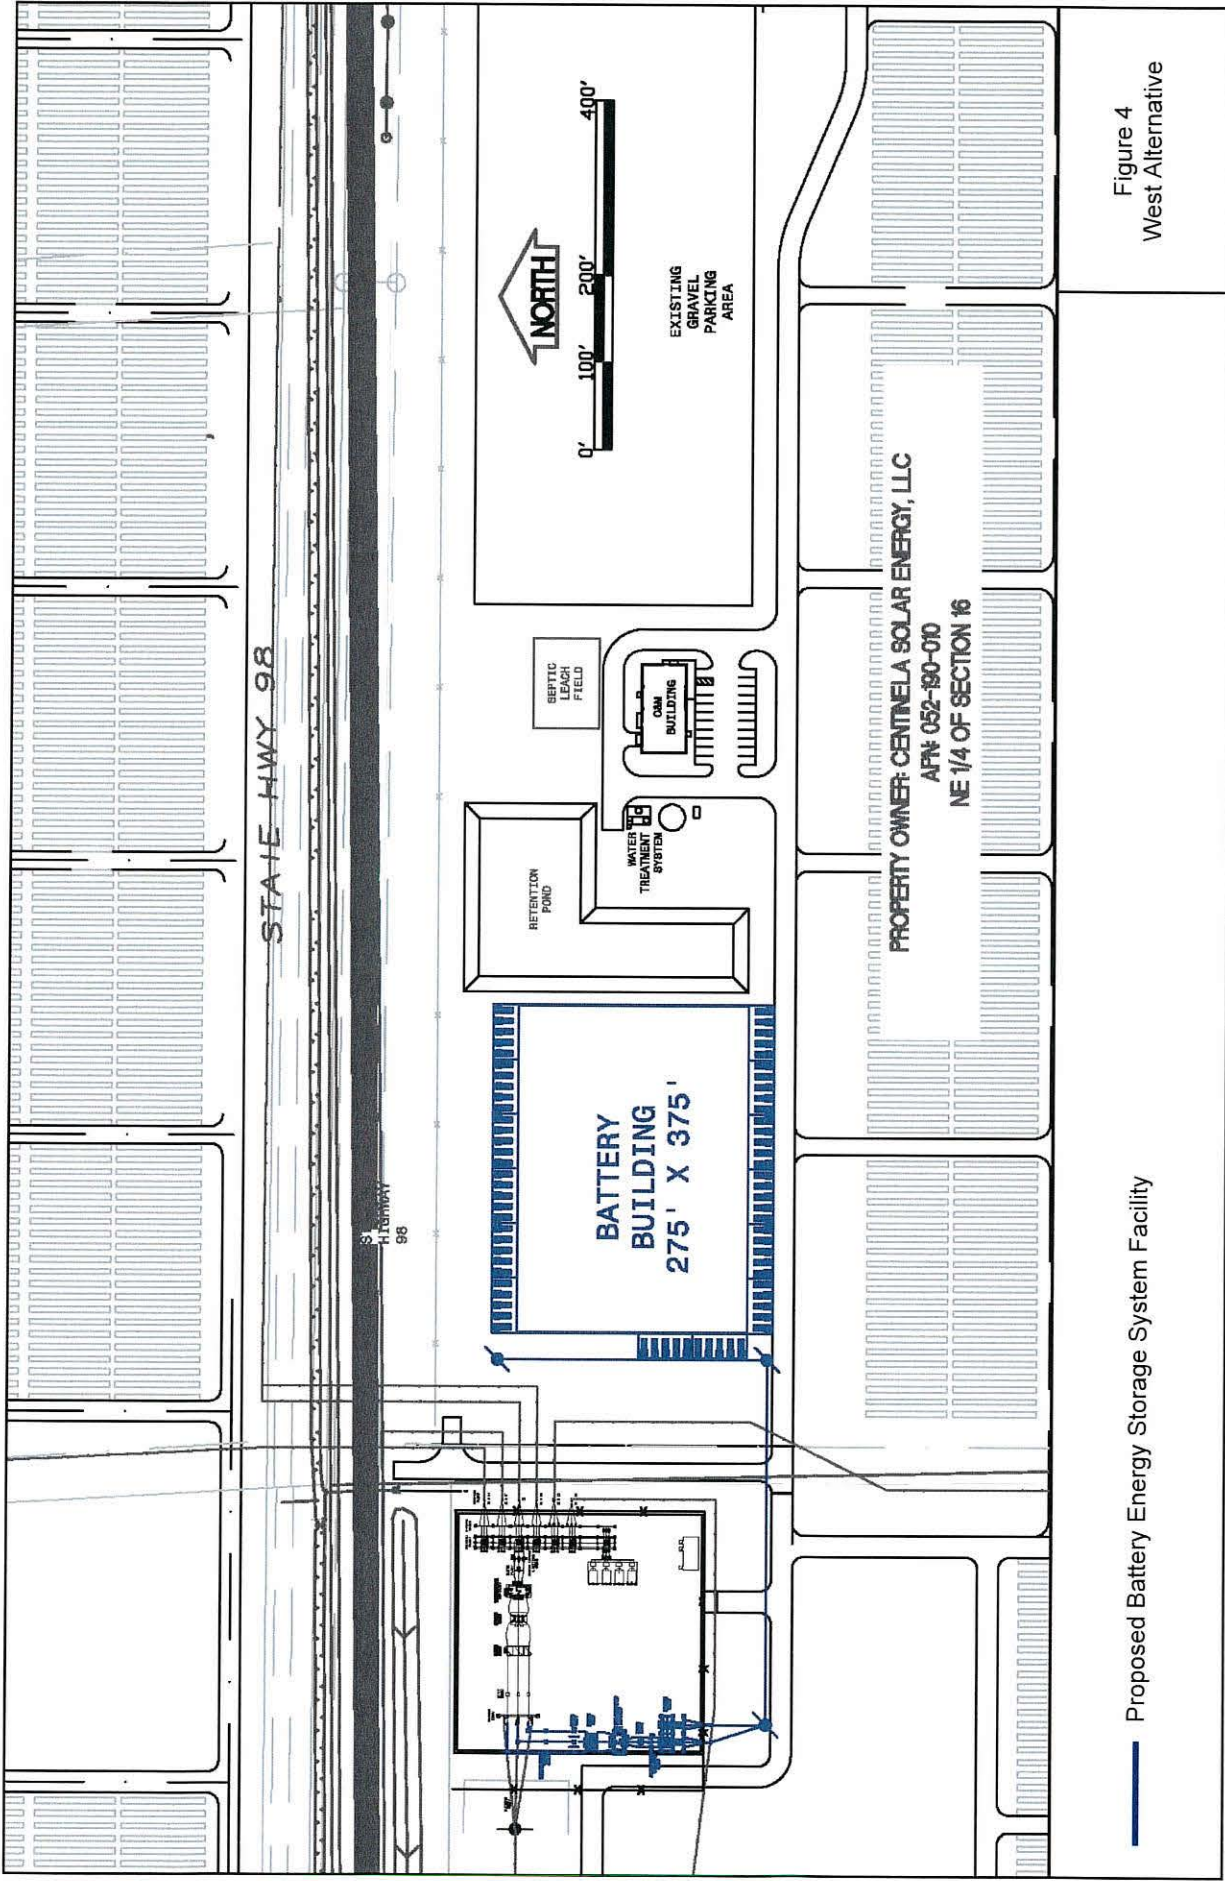 STATE HWY 98
S
HIGHWAY
98
NORTH
0'
100'
200'
400'
EXISTING
GRAVEL
PARKING
AREA
SEPTIC
LEACH
FIELD
O&M
BUILDING
WATER
TREATMENT
SYSTEM
RETENTION
POND
BATTERY
BUILDING
275' X 375'
PROPERTY OWNER: CENTINELA SOLAR ENERGY, LLC
APN: 052-190-010
NE 1/4 OF SECTION 16
Proposed Battery Energy Storage System Facility
Figure 4
West Alternative